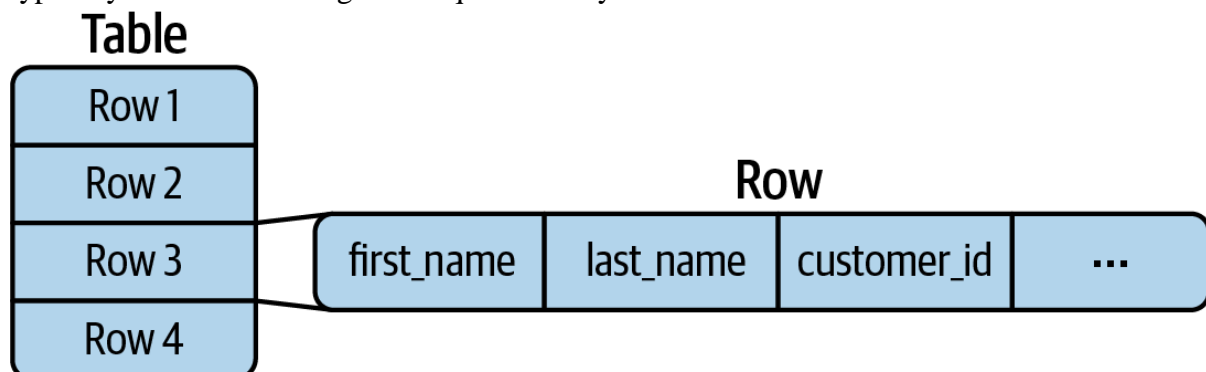 Table
Row 1
Row 2
Row 3
Row 4
Row
first_name last_name customer_id ...